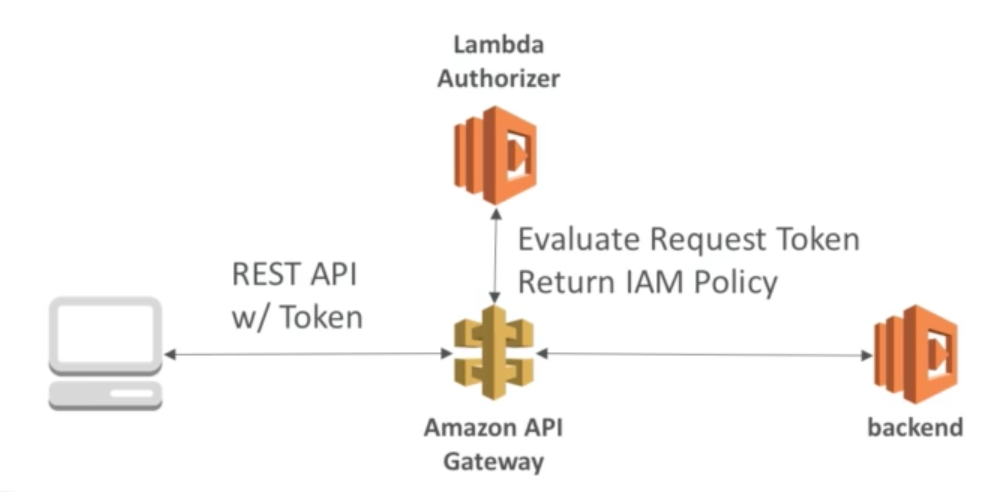 Lambda
Authorizer
Evaluate Request Token
Return IAM Policy
REST API
w/ Token
Amazon API
Gateway
backend